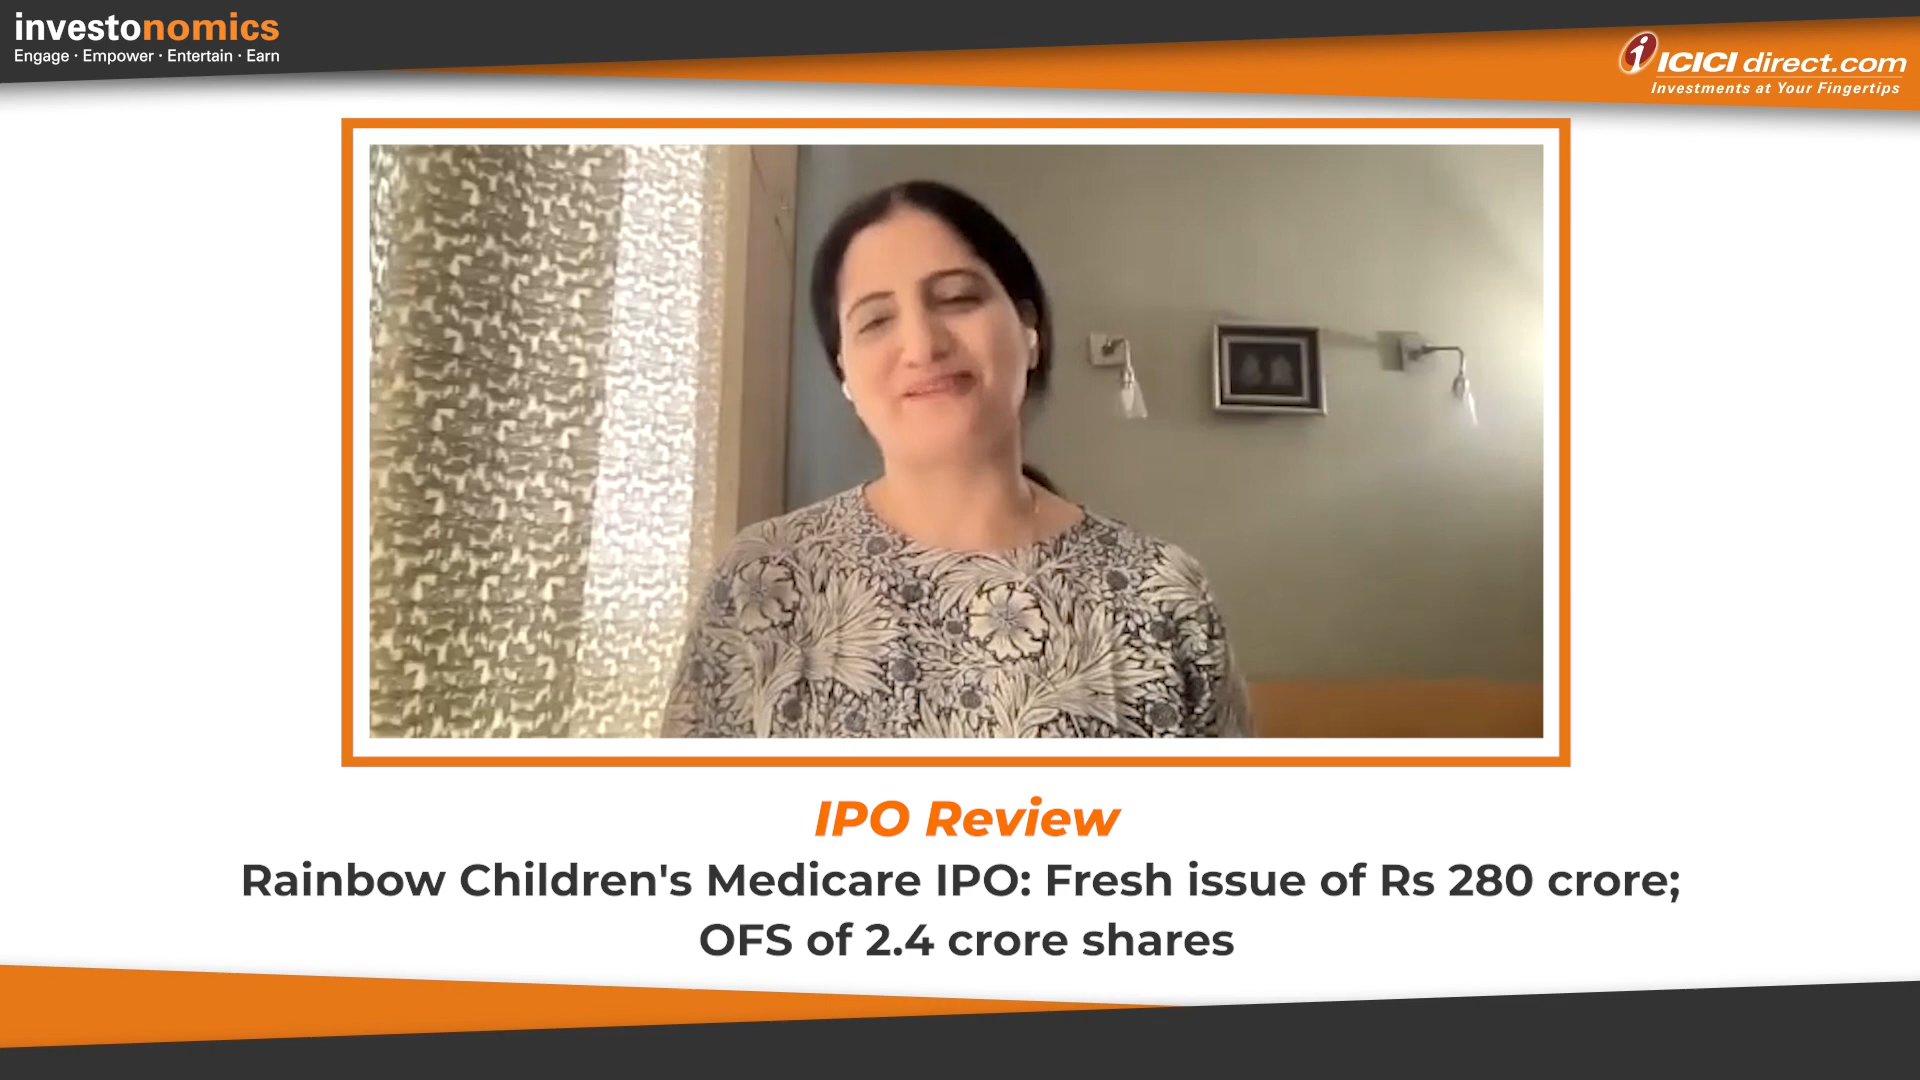 investonomics
Engage · Empower · Entertain · Earn
ICICI direct.com
Investments at Your Fingertips
IPO Review
Rainbow Children's Medicare IPO: Fresh issue of Rs 280 crore;
OFS of 2.4 crore shares